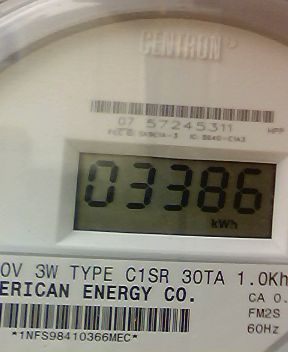 CENTRON
07 57245311 HPP
03386
kWh
0V 3W TYPE C1SR 30TA 1.0Kh
ERICAN ENERGY CO.
CA 0.
FM2S
60Hz
*1NFS98410366MEC*